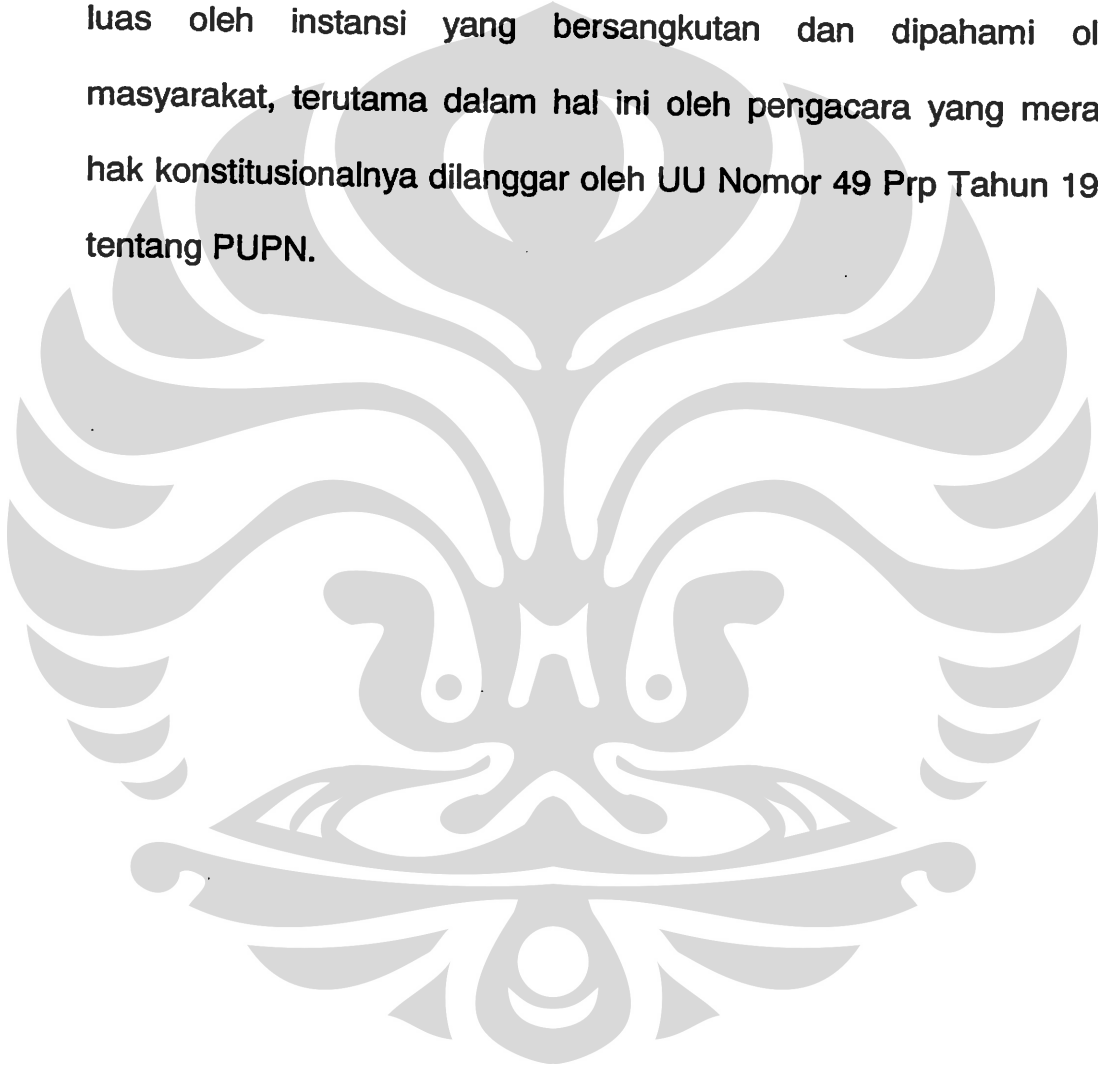 luas oleh instansi yang bersangkutan dan dipahami ol
masyarakat, terutama dalam hal ini oleh pengacara yang mera
hak konstitusionalnya dilanggar oleh UU Nomor 49 Prp Tahun 19
tentang PUPN.